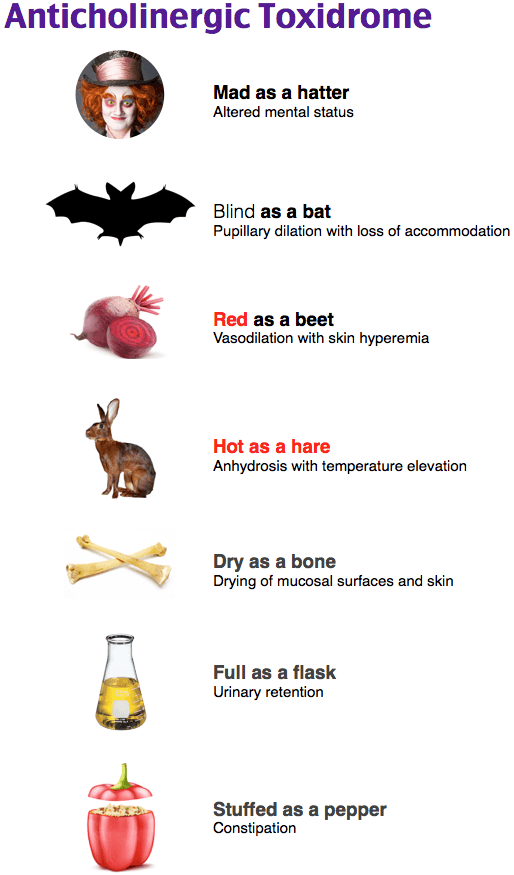 Anticholinergic Toxidrome
Mad as a hatter
Altered mental status
Blind as a bat
Pupillary dilation with loss of accommodation
Red as a beet
Vasodilation with skin hyperemia
Hot as a hare
Anhydrosis with temperature elevation
Dry as a bone
Drying of mucosal surfaces and skin
Full as a flask
Urinary retention
Stuffed as a pepper
Constipation